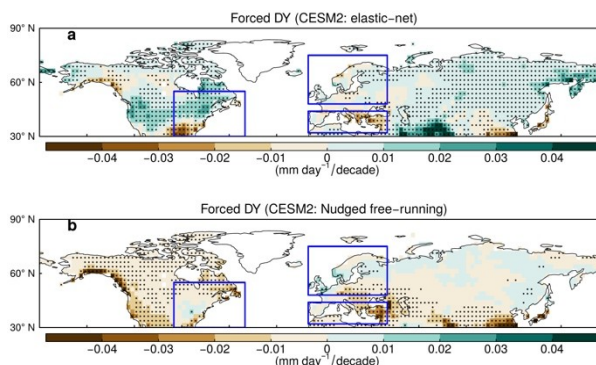 Forced DY (CESM2: elastic-net)
90° N
a
60° N
30° N
-0.04 -0.03 -0.02 -0.01 0 0.01 0.02 0.03 0.04
(mm day⁻¹/decade)
Forced DY (CESM2: Nudged free-running)
90° N
b
60° N
30° N
-0.04 -0.03 -0.02 -0.01 0 0.01 0.02 0.03 0.04
(mm day⁻¹/decade)